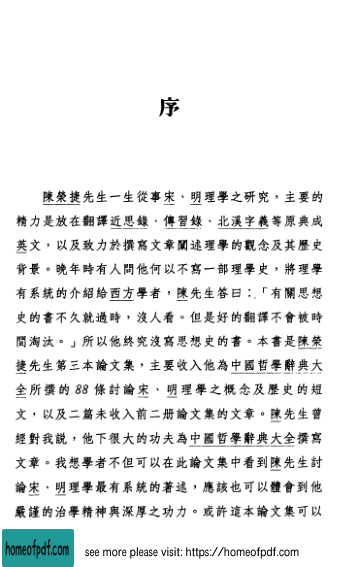 序
陳榮捷先生一生從事宋、明理學之研究，主要的
精力是放在翻譯近思錄、傳習錄、北溪字義等原典成
英文，以及致力於撰寫文章闡述理學的觀念及其歷史
背景。晚年時有人問他何以不寫一部理學史，將理學
有系統的介紹給西方學者，陳先生答曰：「有關思想
史的書不久就過時，沒人看。但是好的翻譯不會被時
間淘汰。」所以他終究沒寫思想史的書。本書是陳榮
捷先生第三本論文集，主要收入他為中國哲學辭典大
全所撰的 88 條討論宋、明理學之概念及歷史的短
文，以及二篇未收入前二册論文集的文章。陳先生曾
經對我説，他下很大的功夫為中國哲學辭典大全撰寫
文章。我想學者不但可以在此論文集中看到陳先生討
論宋、明理學最有系統的著述，應該也可以體會到他
嚴謹的治學精神與深厚之功力。或許這本論文集可以
homeofpdf.com
see more please visit: https://homeofpdf.com